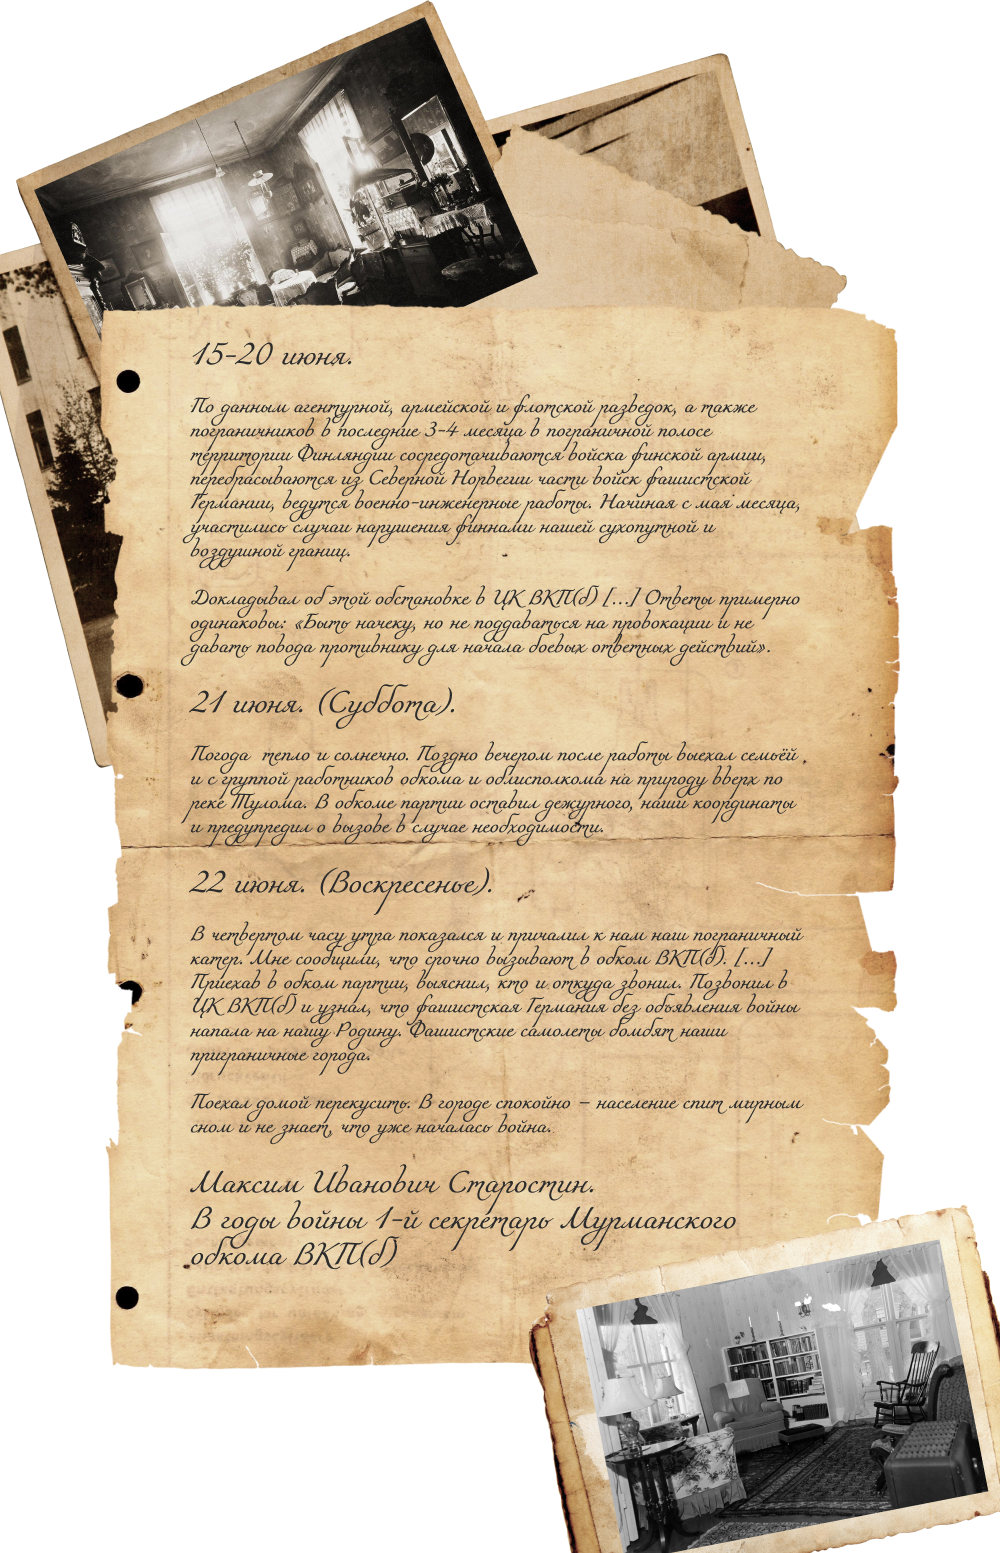 15-20 июня.
По данным агентурной, армейской и флотской разведок, а также
пограничников в последние 3-4 месяца в пограничной полосе
территории Финляндии сосредотачиваются войска финской армии,
перебрасываются из Северной Норвегии части войск фашистской
Германии, ведутся военно-инженерные работы. Начиная с мая месяца,
участились случаи нарушения финнами нашей сухопутной и
воздушной границ.
Докладывал об этой обстановке в ЦК ВКП(б) [...] Ответы примерно
одинаковы: «Быть начеку, но не поддаваться на провокации и не
давать повода противнику для начала боевых ответных действий».
21 июня. (Суббота).
Погода тепло и солнечно. Поздно вечером после работы выехал семьёй
и с группой работников обкома и облисполкома на природу вверх по
реке Тулома. В обкоме партии оставил дежурного, наши координаты
и предупредил о вызове в случае необходимости.
22 июня. (Воскресенье).
В четвертом часу утра показался и причалил к нам наш пограничный
катер. Мне сообщили, что срочно вызывают в обком ВКП(б). [...]
Приехав в обком партии, выяснил, кто и откуда звонил. Позвонил в
ЦК ВКП(б) и узнал, что фашистская Германия без объявления войны
напала на нашу Родину. Фашистские самолеты бомбят наши
приграничные города.
Поехал домой перекусить. В городе спокойно – население спит мирным
сном и не знает, что уже началась война.
Максим Иванович Старостин.
В годы войны 1-й секретарь Мурманского
обкома ВКП(б)